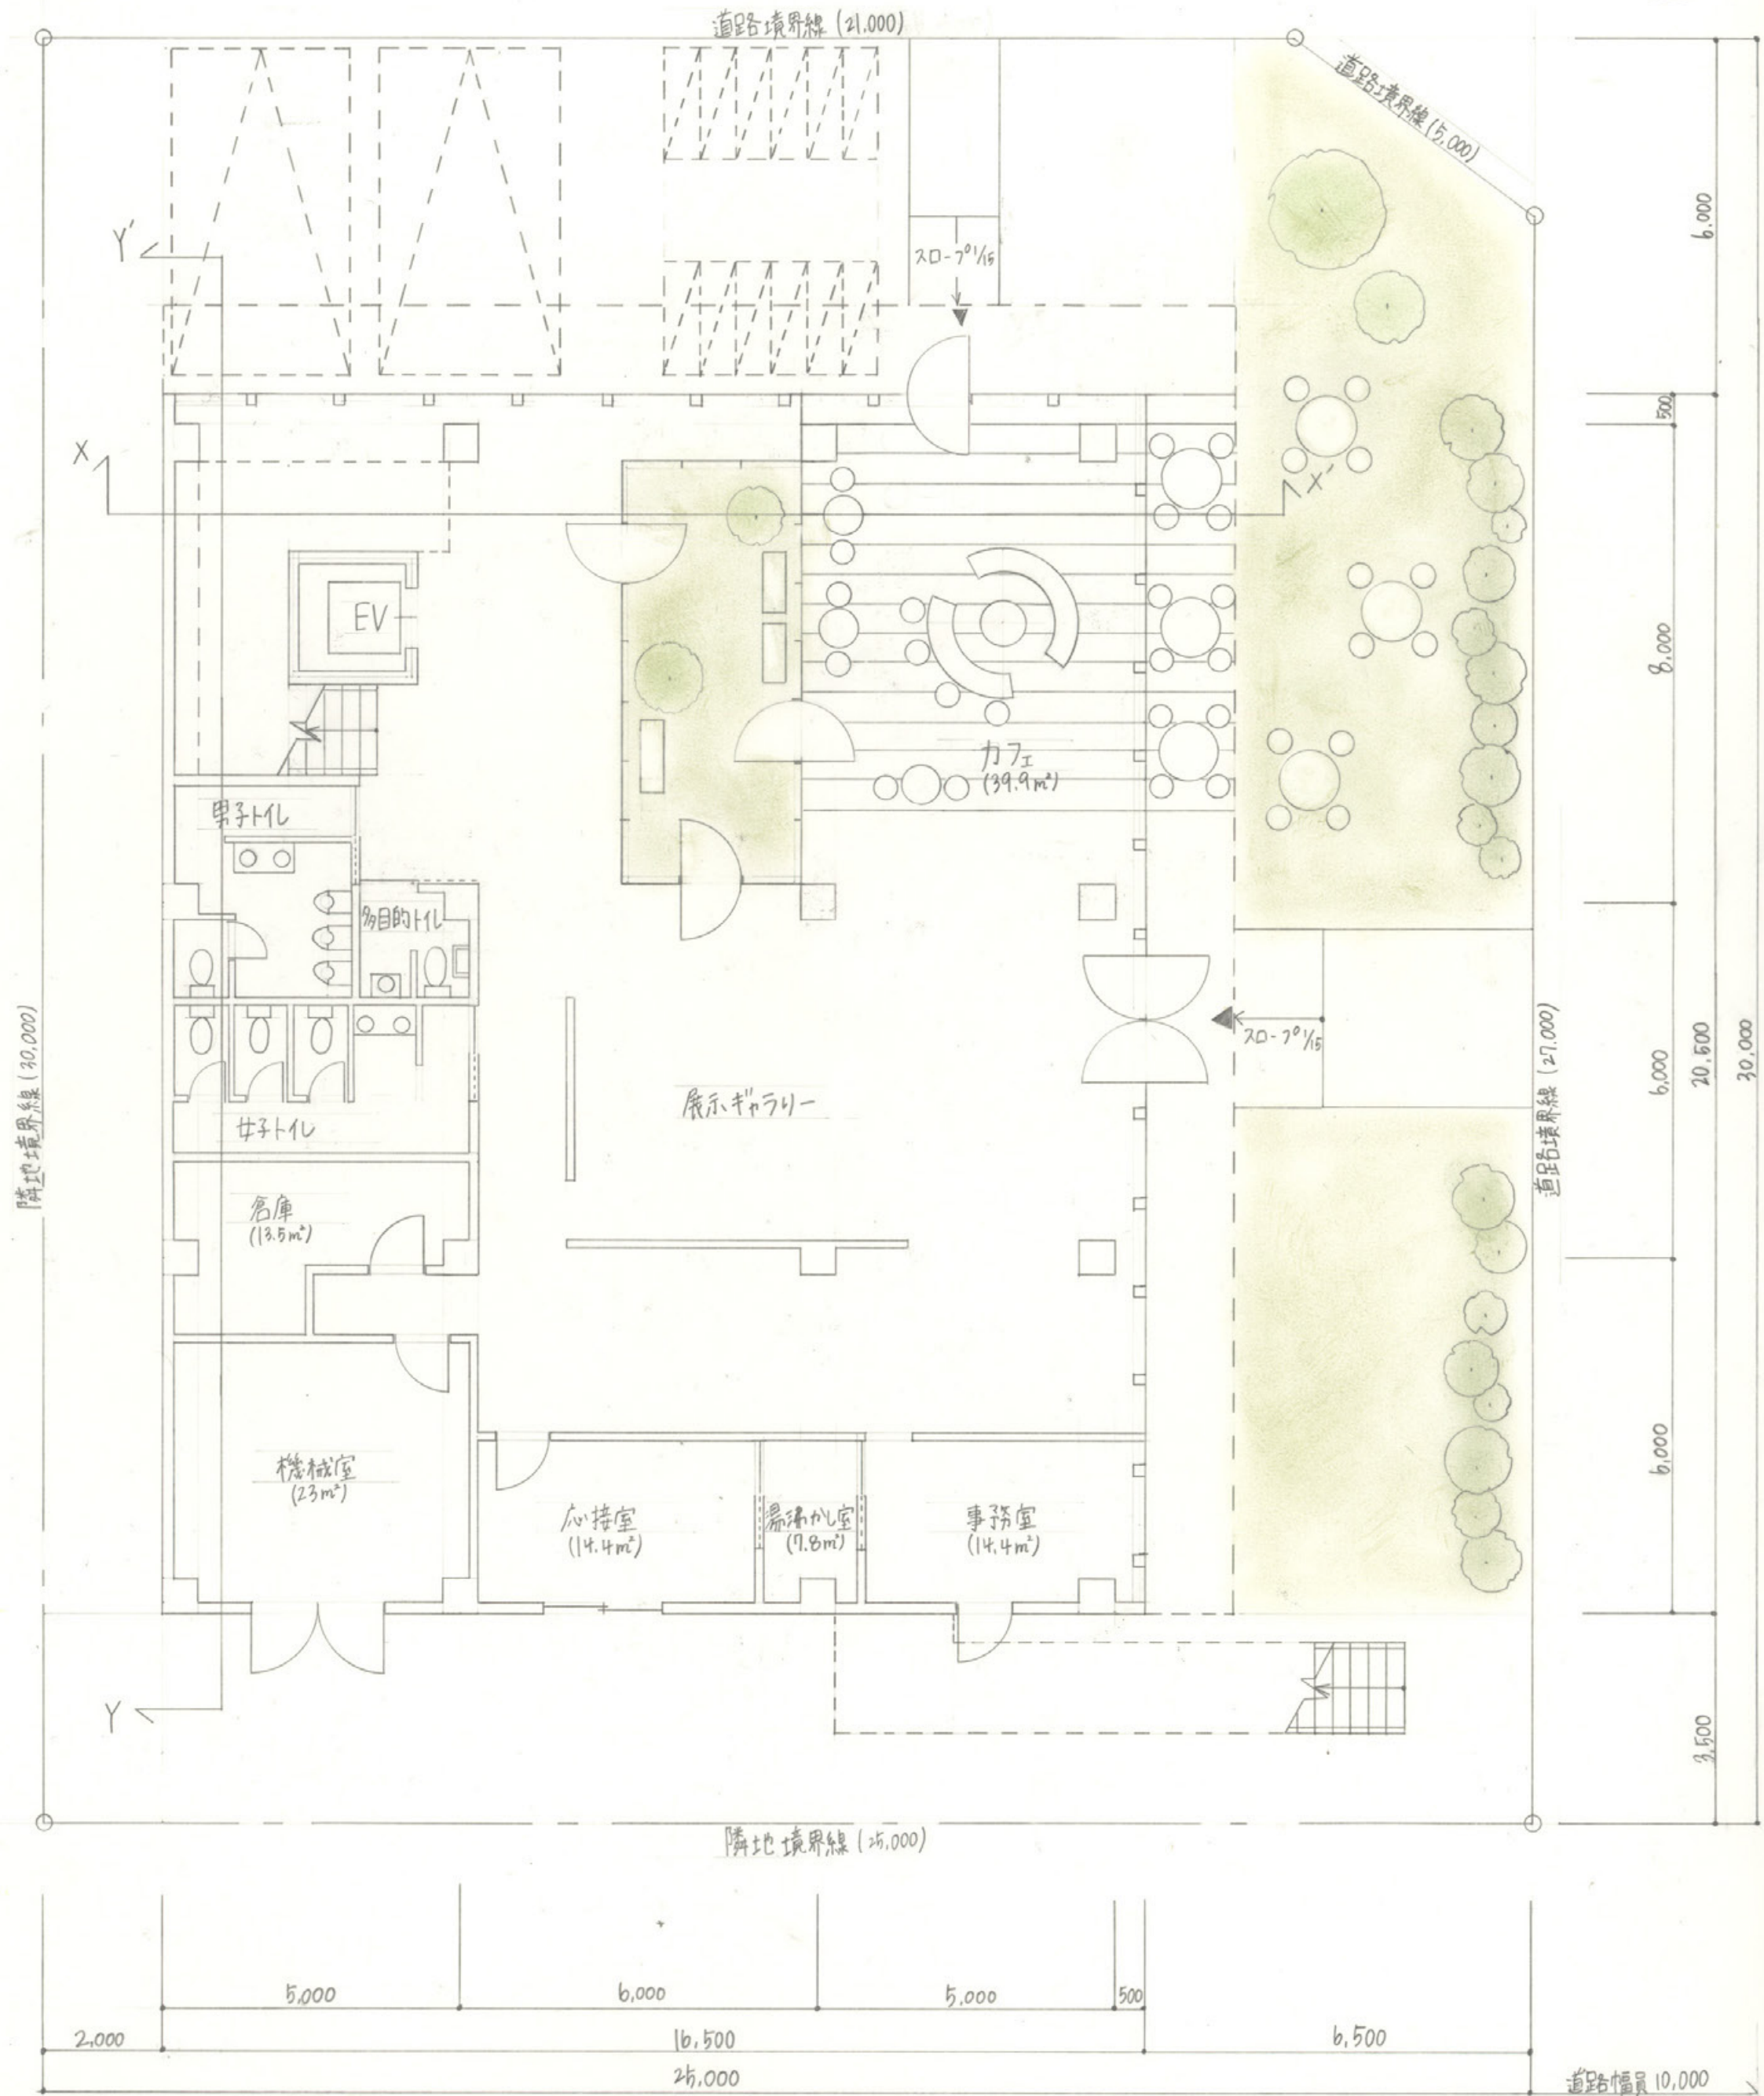 道路境界線 (21,000)
道路境界線 (5,000)
6,000
Y'
スロープ 1/15
500
X
X'
EV
8,000
カフェ
(39.9㎡)
男子トイレ
多目的トイレ
隣地境界線 (30,000)
スロープ 1/15
道路境界線 (27,000)
6,000
20,500
30,000
展示ギャラリー
女子トイレ
倉庫
(13.5㎡)
機械室
(23㎡)
応接室
(14.4㎡)
湯沸かし室
(7.8㎡)
事務室
(14.4㎡)
6,000
Y
3,500
隣地境界線 (25,000)
5,000
6,000
5,000
500
2,000
16,500
6,500
25,000
道路幅員 10,000